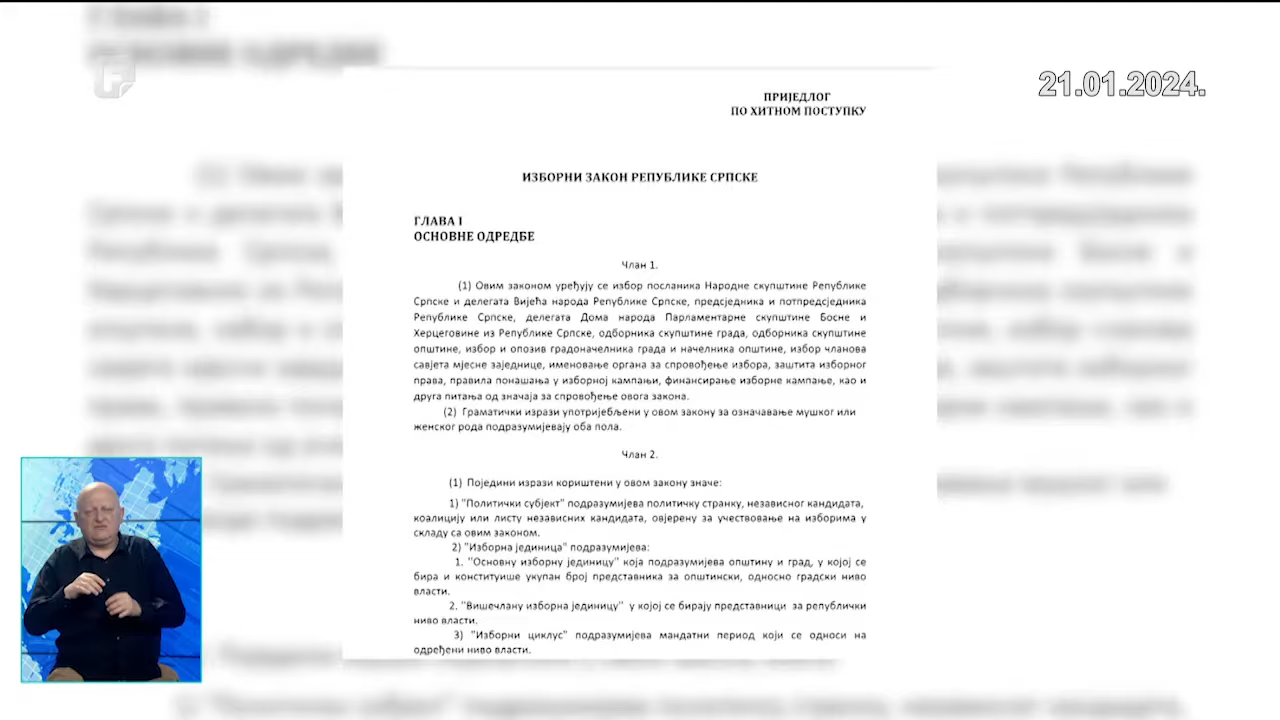 21.01.2024.
ПРИЈЕДЛОГ
ПО ХИТНОМ ПОСТУПКУ
ИЗБОРНИ ЗАКОН РЕПУБЛИКЕ СРПСКЕ
ГЛАВА I
ОСНОВНЕ ОДРЕДБЕ
Члан 1.
(1) Овим законом уређују се избор посланика Народне скупштине Републике
Српске и делегата Вијећа народа Републике Српске, предсједника и потпредсједника
Републике Српске, делегата Дома народа Парламентарне скупштине Босне и
Херцеговине из Републике Српске, одборника скупштине града, одборника скупштине
општине, избор и опозив градоначелника града и начелника општине, избор чланова
савјета мјесне заједнице, именовање органа за спровођење избора, заштита изборног
права, правила понашања у изборној кампањи, финансирање изборне кампање, као и
друга питања од значаја за спровођење овога закона.
(2) Граматички изрази употријебљени у овом закону за означавање мушког или
женског рода подразумијевају оба пола.
Члан 2.
(1) Поједини изрази кориштени у овом закону значе:
1) "Политички субјект" подразумијева политичку странку, независног кандидата,
коалицију или листу независних кандидата, овјерену за учествовање на изборима у
складу са овим законом.
2) "Изборна јединица" подразумијева:
1. "Основну изборну јединицу" која подразумијева општину и град, у којој се
бира и конституише укупан број представника за општински, односно градски ниво
власти.
2. "Вишечлану изборна јединицу" у којој се бирају представници за републички
ниво власти.
3) "Изборни циклус" подразумијева мандатни период који се односи на
одређени ниво власти.